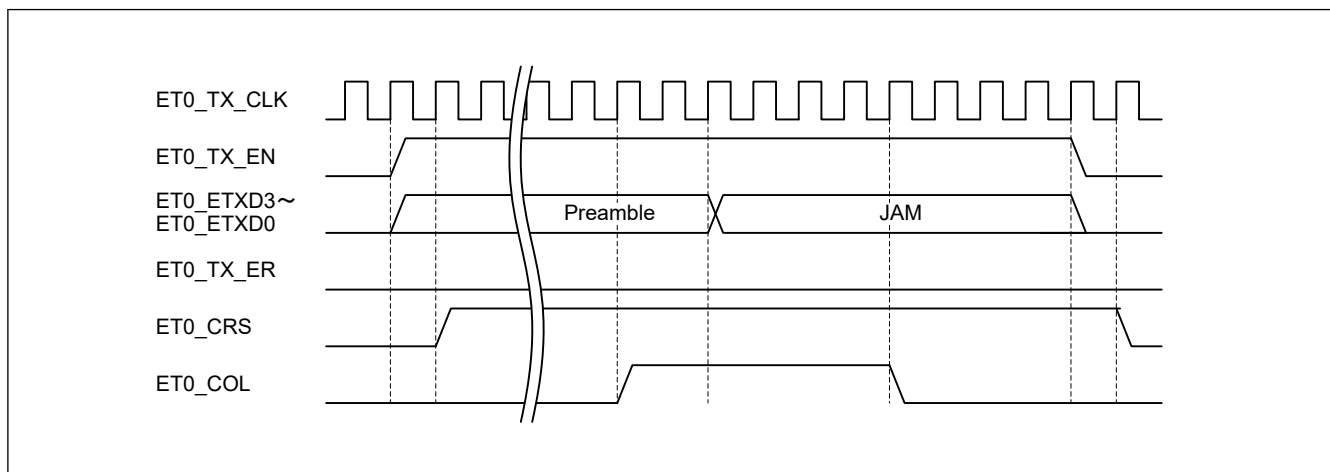 ET0_TX_CLK
ET0_TX_EN
ET0_ETXD3～
ET0_ETXD0
Preamble
JAM
ET0_TX_ER
ET0_CRS
ET0_COL